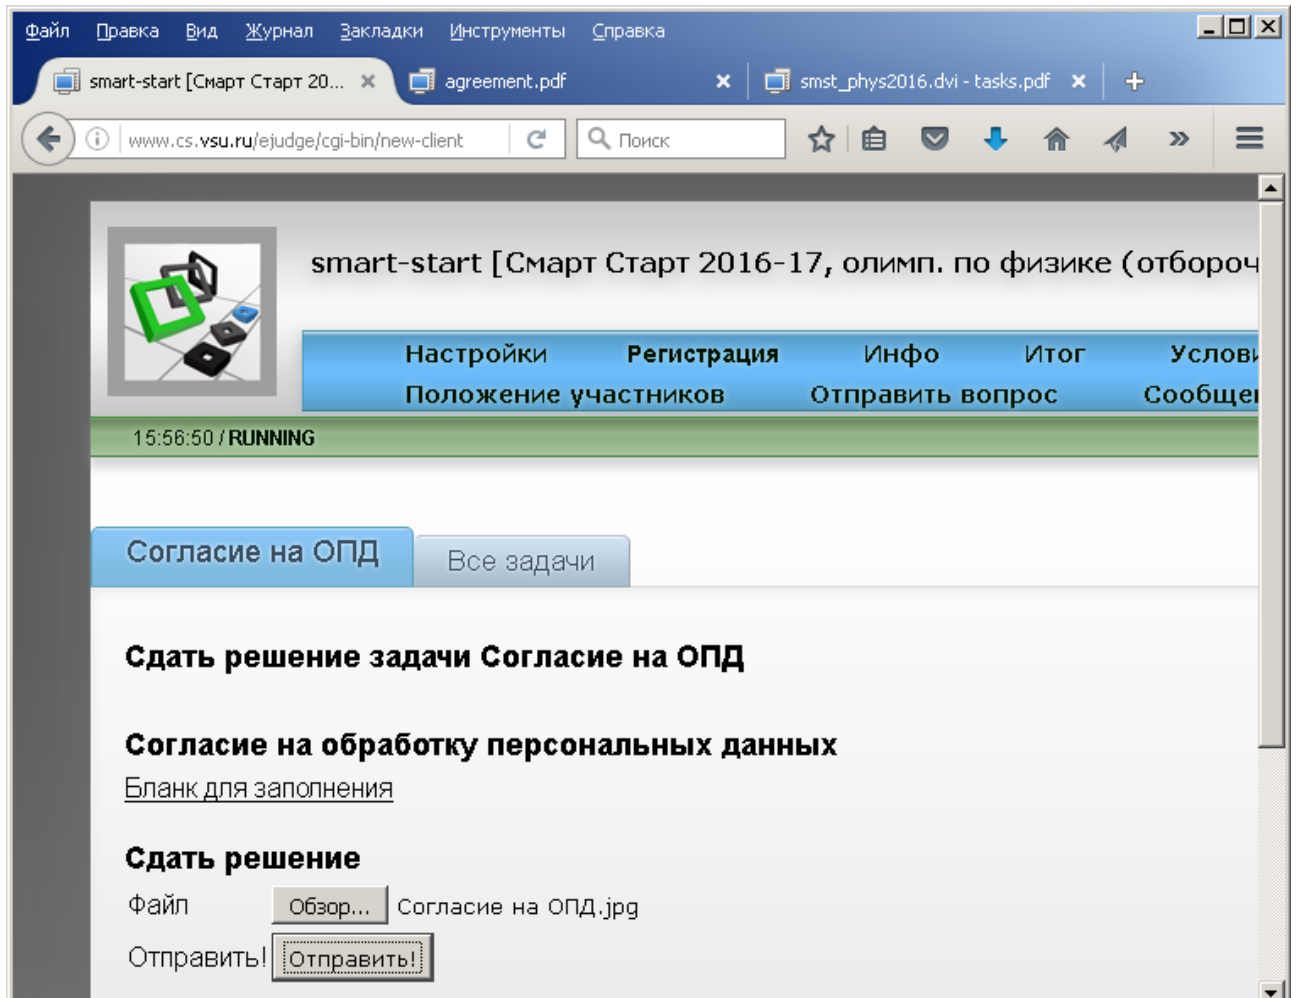 Файл Правка Вид Журнал Закладки Инструменты Справка
smart-start [Смарт Старт 20... agreement.pdf smst_phys2016.dvi - tasks.pdf
www.cs.vsu.ru/ejudge/cgi-bin/new-client Поиск
smart-start [Смарт Старт 2016-17, олимп. по физике (отбороч
Настройки Регистрация Инфо Итог Услови
Положение участников Отправить вопрос Сообщен
15:56:50 / RUNNING
Согласие на ОПД Все задачи
Сдать решение задачи Согласие на ОПД
Согласие на обработку персональных данных
Бланк для заполнения
Сдать решение
Файл Обзор... Согласие на ОПД.jpg
Отправить! Отправить!